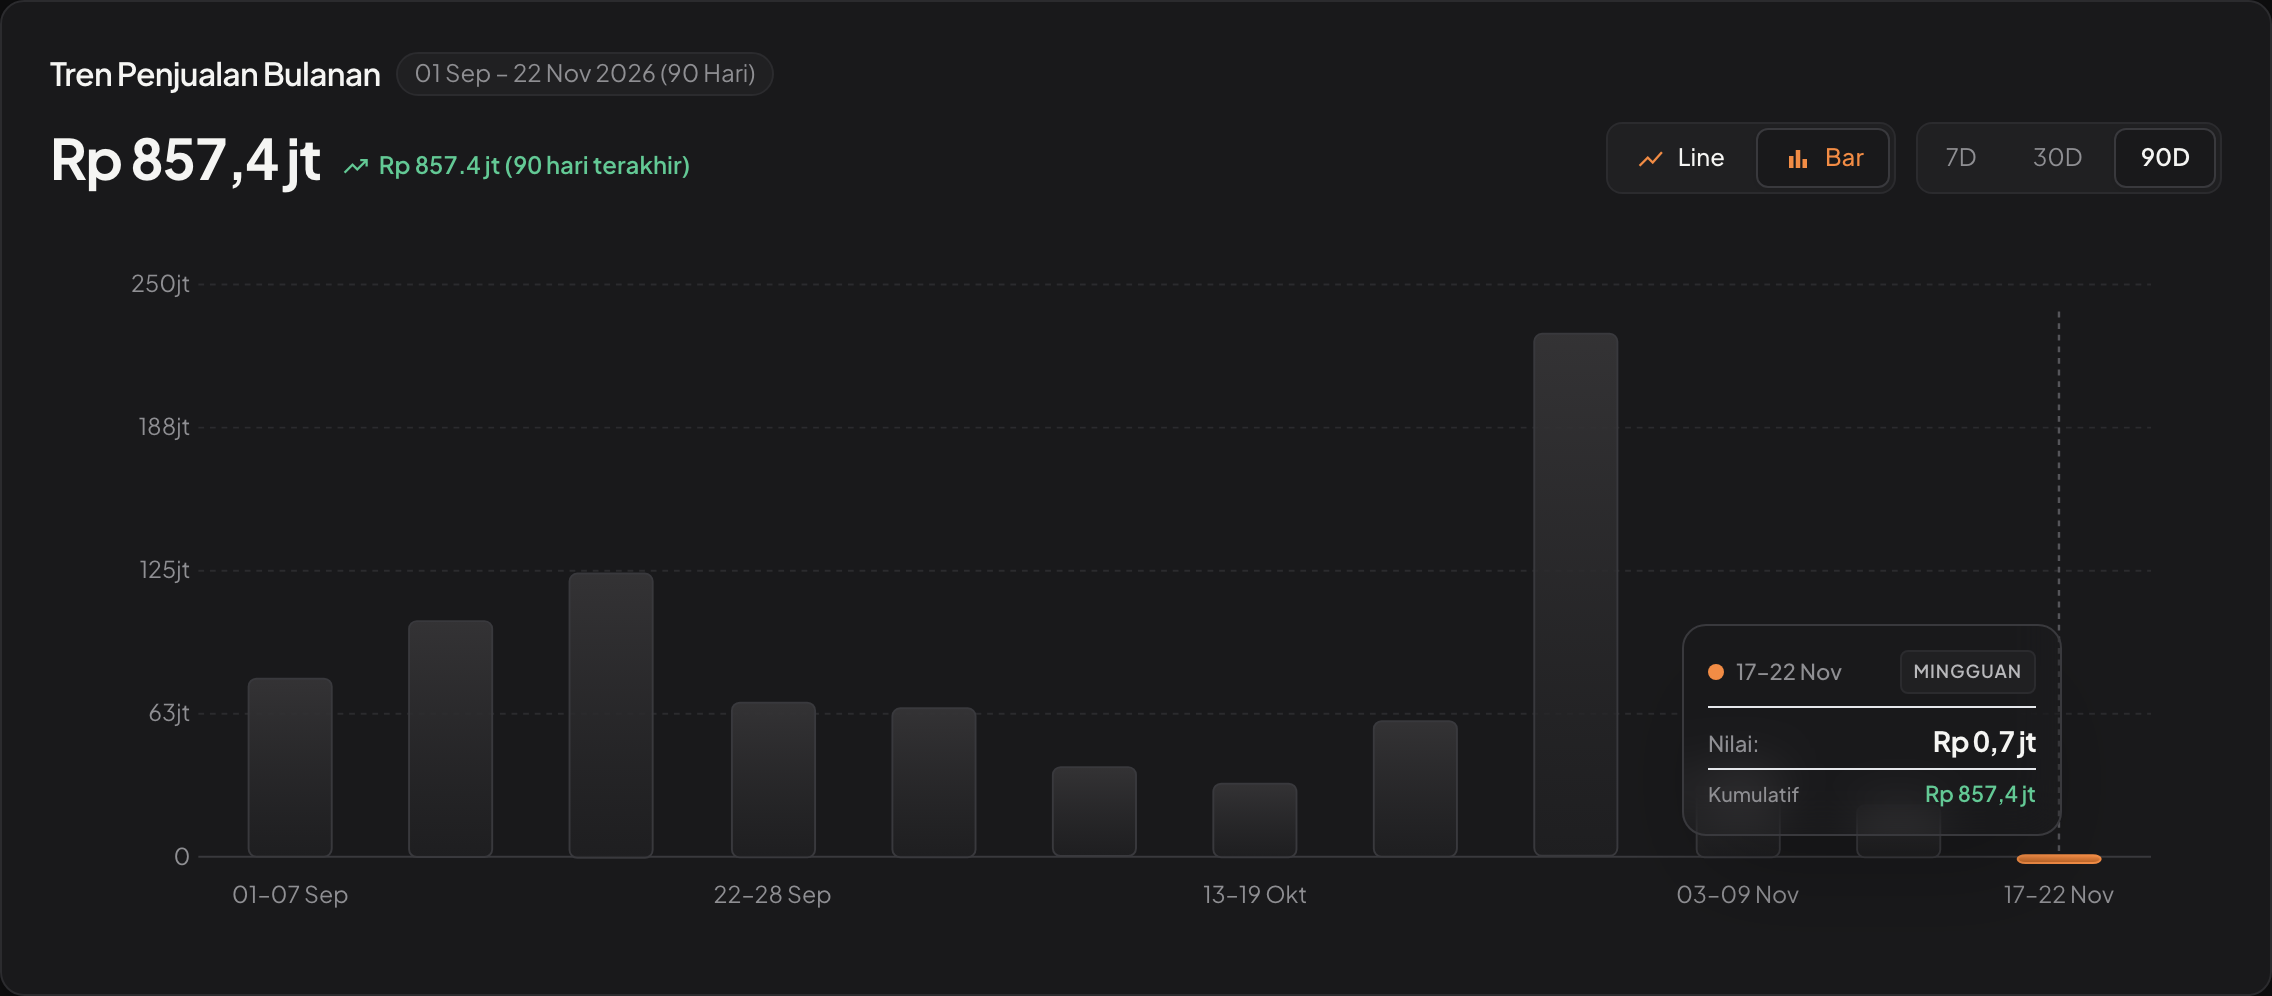 Tren Penjualan Bulanan
01 Sep – 22 Nov 2026 (90 Hari)
Rp 857,4 jt
Rp 857.4 jt (90 hari terakhir)
Line
Bar
7D
30D
90D
250jt
188jt
125jt
63jt
0
17–22 Nov
MINGGUAN
Nilai:
Rp 0,7 jt
Kumulatif
Rp 857,4 jt
01–07 Sep
22–28 Sep
13–19 Okt
03–09 Nov
17–22 Nov